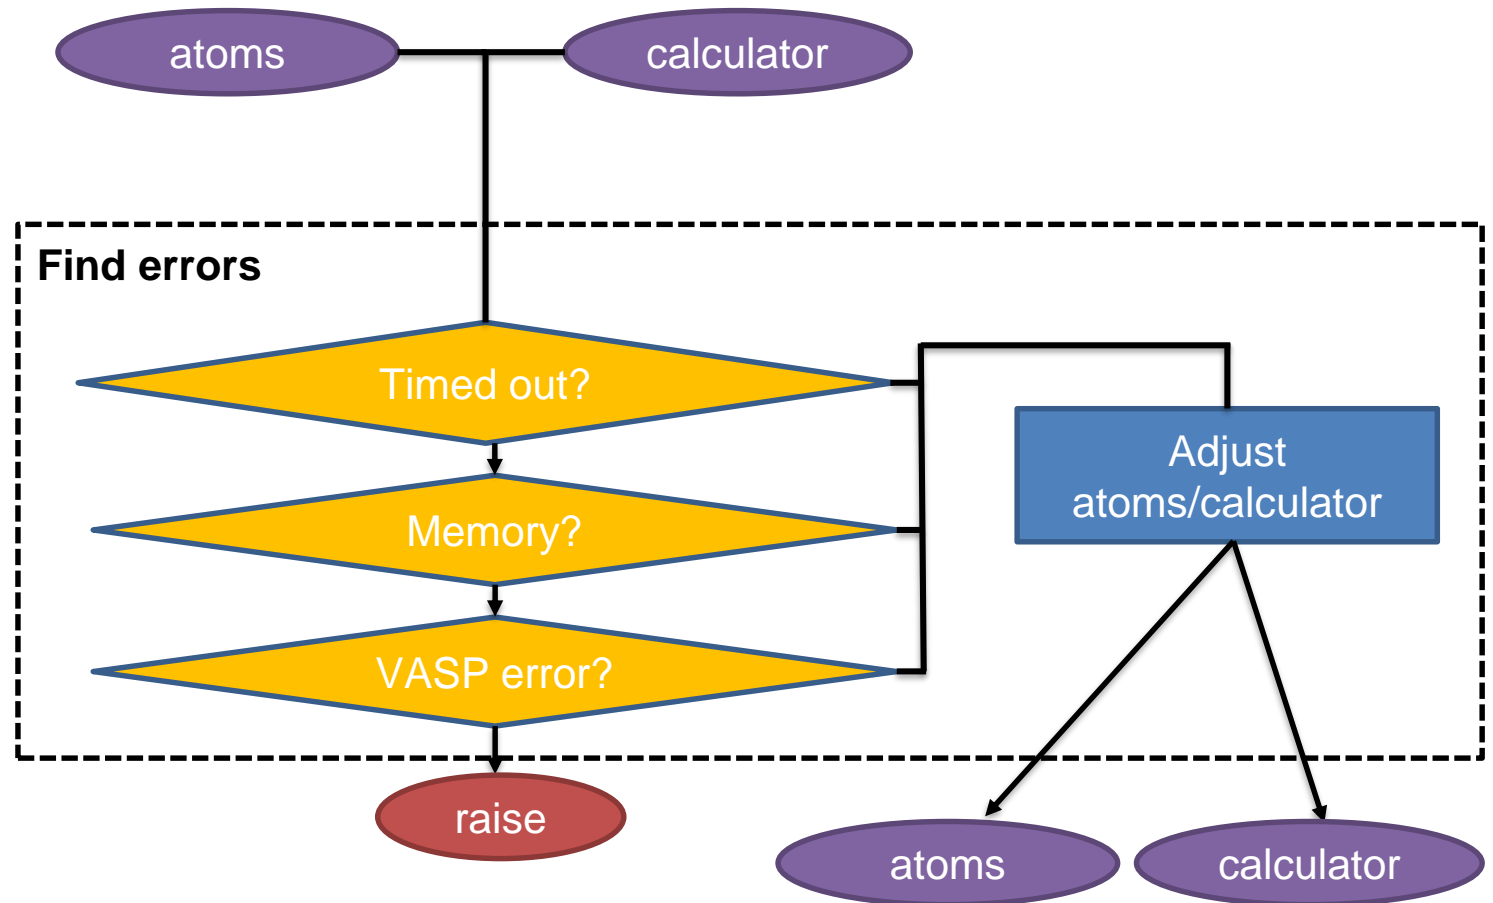 atoms
calculator
Find errors
Timed out?
Memory?
VASP error?
Adjust
atoms/calculator
raise
atoms
calculator